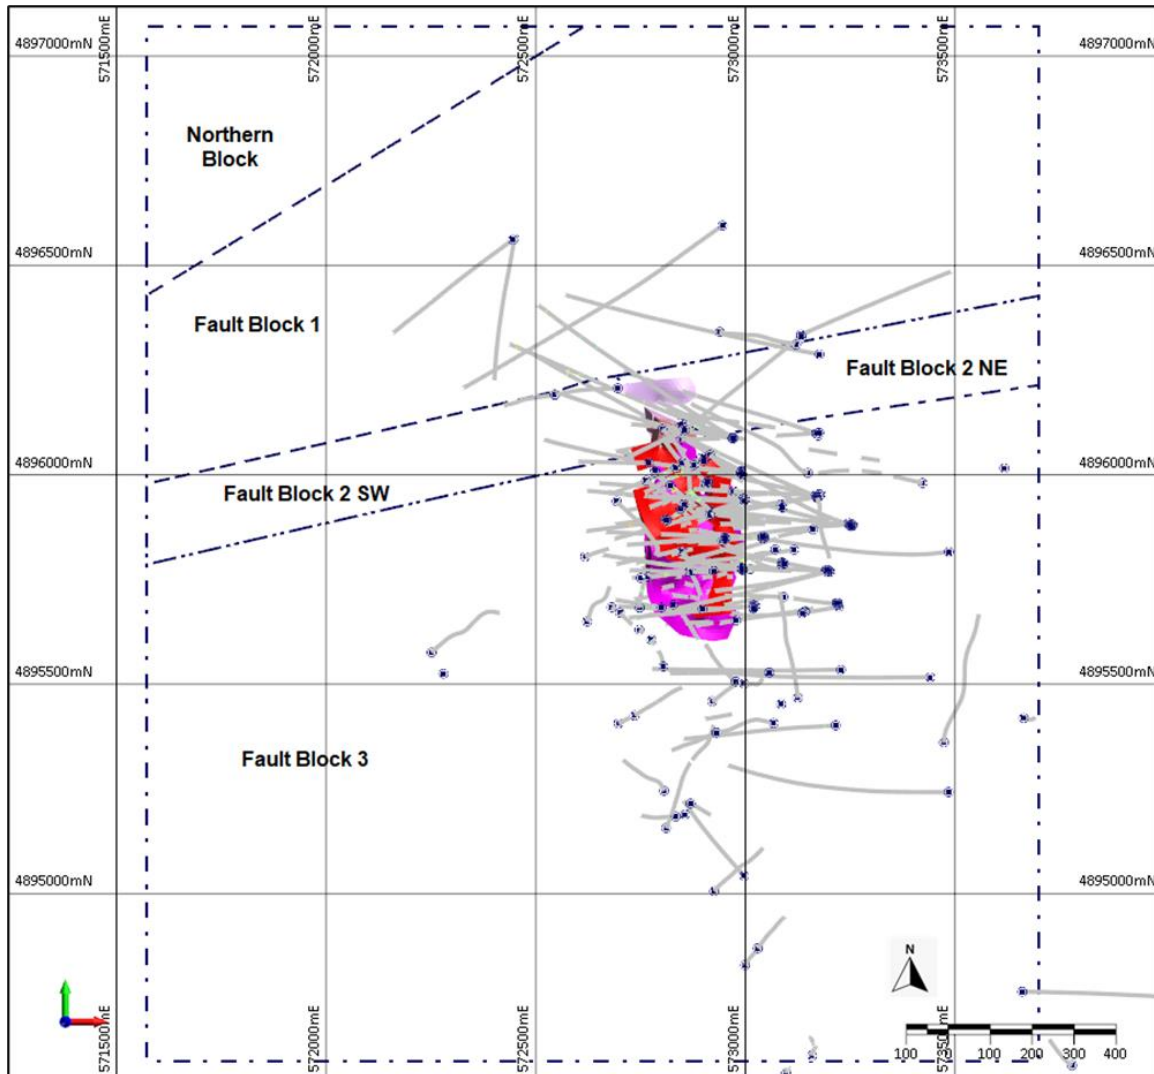 571500mE
572000mE
572500mE
573000mE
573500mE
4897000mN
4897000mN
Northern
Block
4896500mN
4896500mN
Fault Block 1
Fault Block 2 NE
4896000mN
4896000mN
Fault Block 2 SW
4895500mN
4895500mN
Fault Block 3
4895000mN
4895000mN
N
571500mE
572000mE
572500mE
573000mE
573500mE
100 0 100 200 300 400